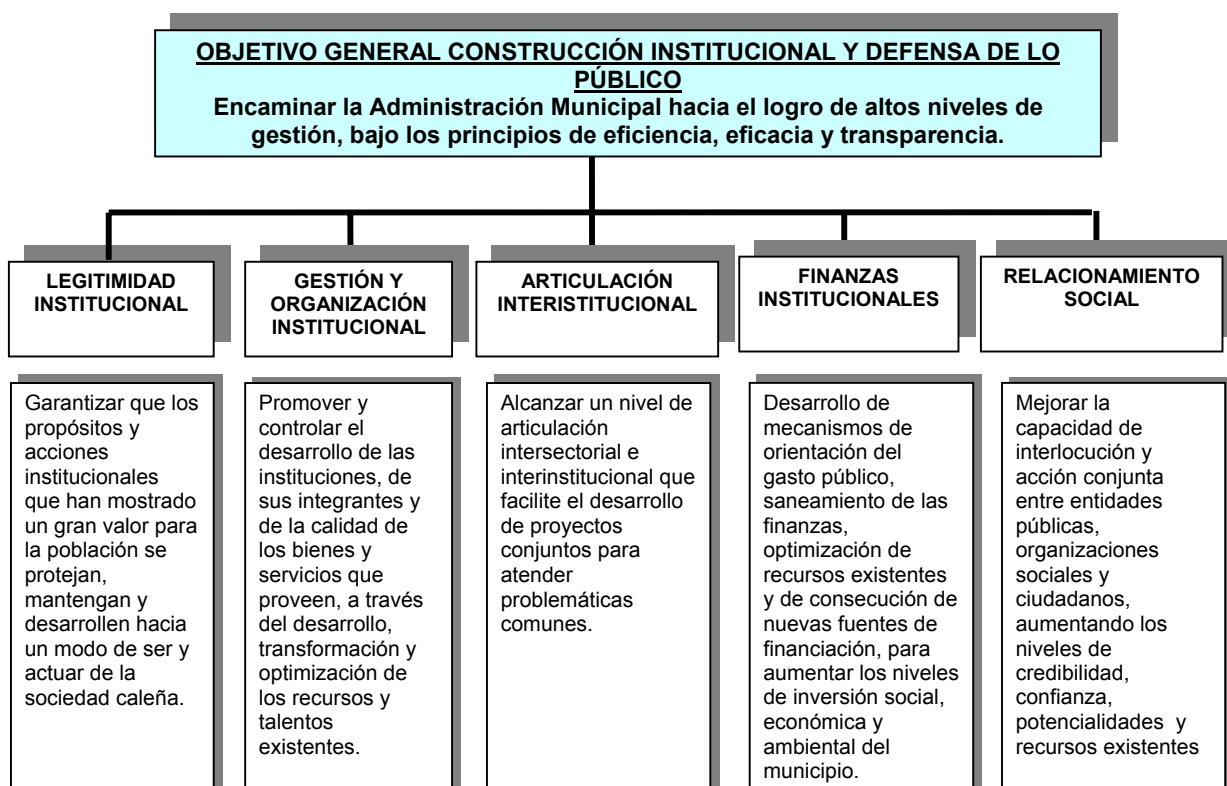 OBJETIVO GENERAL CONSTRUCCIÓN INSTITUCIONAL Y DEFENSA DE LO
PÚBLICO
Encaminar la Administración Municipal hacia el logro de altos niveles de
gestión, bajo los principios de eficiencia, eficacia y transparencia.
LEGITIMIDAD
INSTITUCIONAL
GESTIÓN Y
ORGANIZACIÓN
INSTITUCIONAL
ARTICULACIÓN
INTERISTITUCIONAL
FINANZAS
INSTITUCIONALES
RELACIONAMIENTO
SOCIAL
Garantizar que los
propósitos y
acciones
institucionales
que han mostrado
un gran valor para
la población se
protejan,
mantengan y
desarrollen hacia
un modo de ser y
actuar de la
sociedad caleña.
Promover y
controlar el
desarrollo de las
instituciones, de
sus integrantes y
de la calidad de
los bienes y
servicios que
proveen, a través
del desarrollo,
transformación y
optimización de
los recursos y
talentos
existentes.
Alcanzar un nivel de
articulación
intersectorial e
interinstitucional que
facilite el desarrollo
de proyectos
conjuntos para
atender
problemáticas
comunes.
Desarrollo de
mecanismos de
orientación del
gasto público,
saneamiento de las
finanzas,
optimización de
recursos existentes
y de consecución de
nuevas fuentes de
financiación, para
aumentar los niveles
de inversión social,
económica y
ambiental del
municipio.
Mejorar la
capacidad de
interlocución y
acción conjunta
entre entidades
públicas,
organizaciones
sociales y
ciudadanos,
aumentando los
niveles de
credibilidad,
confianza,
potencialidades y
recursos existentes